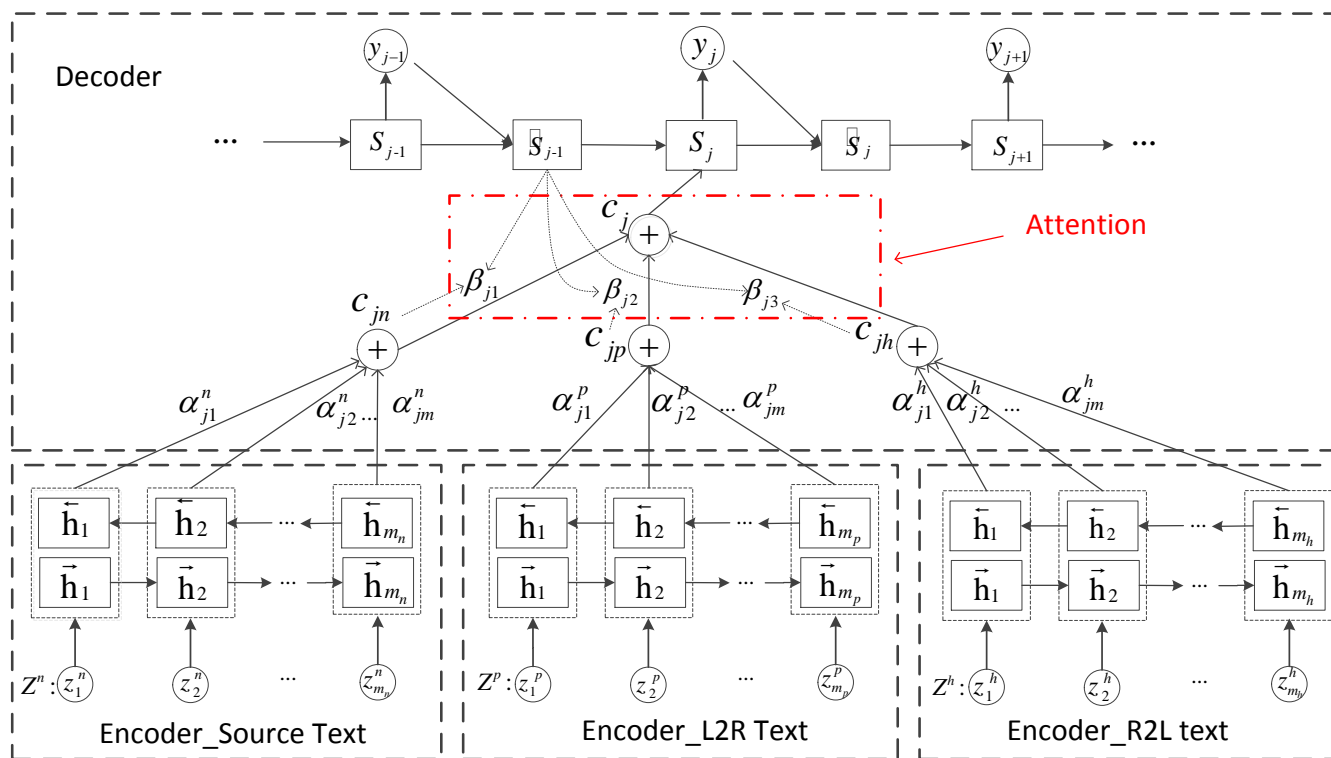 y_{j-1} y_j y_{j+1}
Decoder
... S_{j-1} S̄_{j-1} S_j S̄_j S_{j+1} ...
c_j +
Attention
β_{j1} β_{j2} β_{j3}
c_{jn} + c_{jp} + c_{jh} +
α^n_{j1} α^n_{j2} ... α^n_{jm} α^p_{j1} α^p_{j2} ... α^p_{jm} α^h_{j1} α^h_{j2} ... α^h_{jm}
←h_1 ←h_2 ... ←h_{m_n} ←h_1 ←h_2 ... ←h_{m_p} ←h_1 ←h_2 ... ←h_{m_h}
→h_1 →h_2 ... →h_{m_n} →h_1 →h_2 ... →h_{m_p} →h_1 →h_2 ... →h_{m_h}
Z^n: z^n_1 z^n_2 ... z^n_{m_n} Z^p: z^p_1 z^p_2 ... z^p_{m_p} Z^h: z^h_1 z^h_2 ... z^h_{m_h}
Encoder_Source Text Encoder_L2R Text Encoder_R2L text